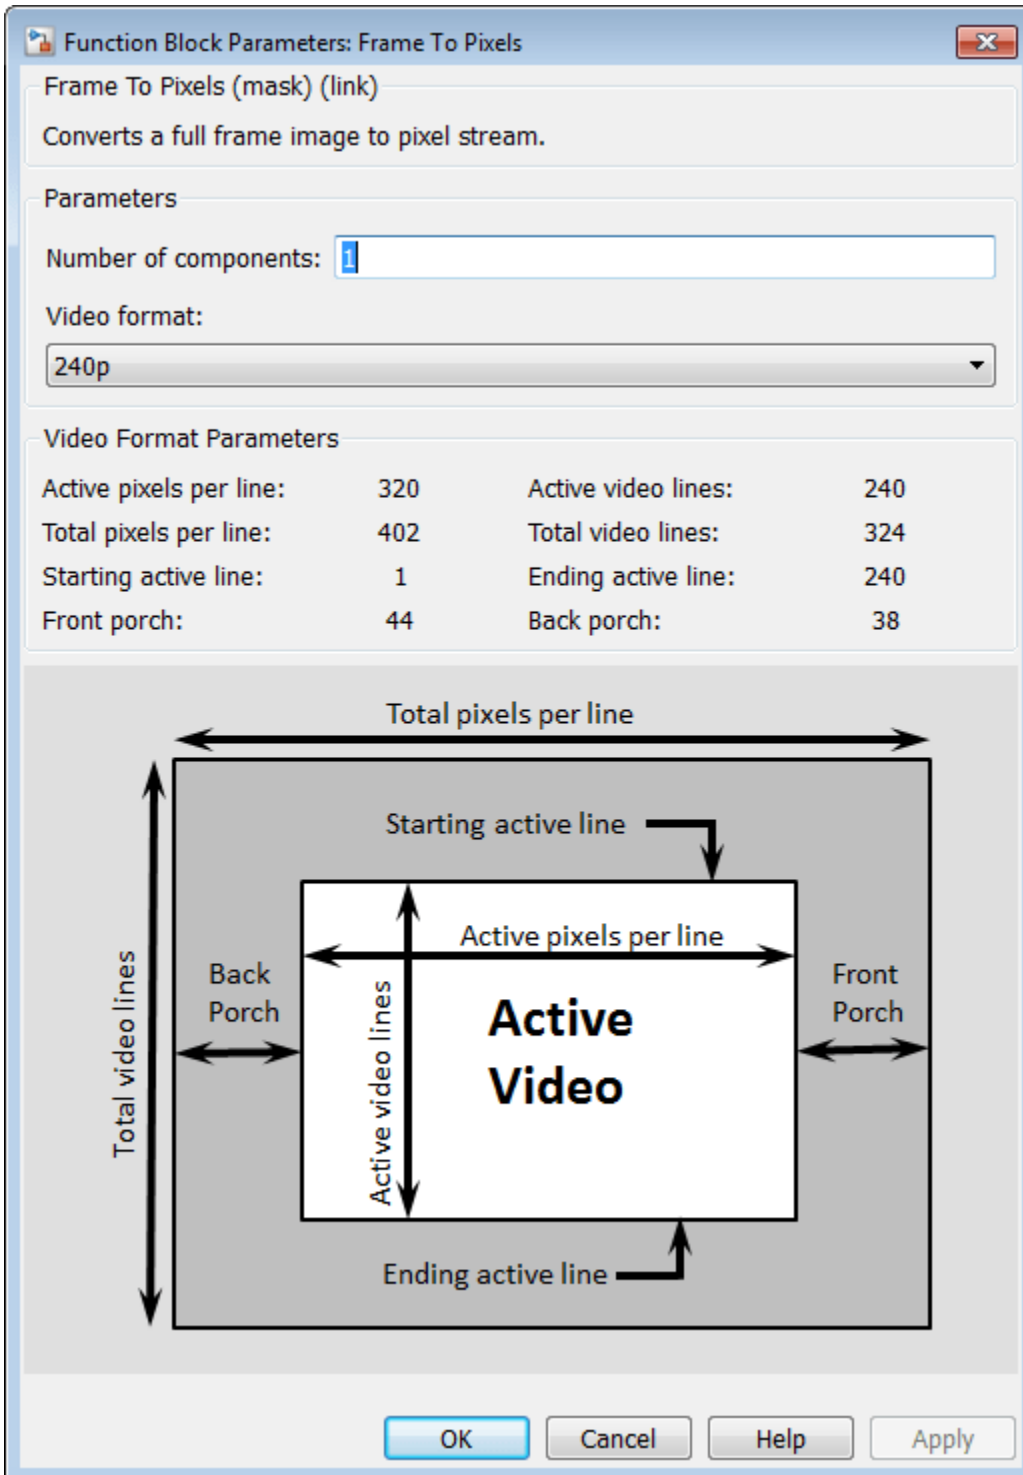 Function Block Parameters: Frame To Pixels
Frame To Pixels (mask) (link)
Converts a full frame image to pixel stream.
Parameters
Number of components: 1
Video format:
240p
Video Format Parameters
Active pixels per line: 320 Active video lines: 240
Total pixels per line: 402 Total video lines: 324
Starting active line: 1 Ending active line: 240
Front porch: 44 Back porch: 38
Total pixels per line
Starting active line
Total video lines
Back
Porch
Active video lines
Active pixels per line
Active
Video
Front
Porch
Ending active line
OK Cancel Help Apply